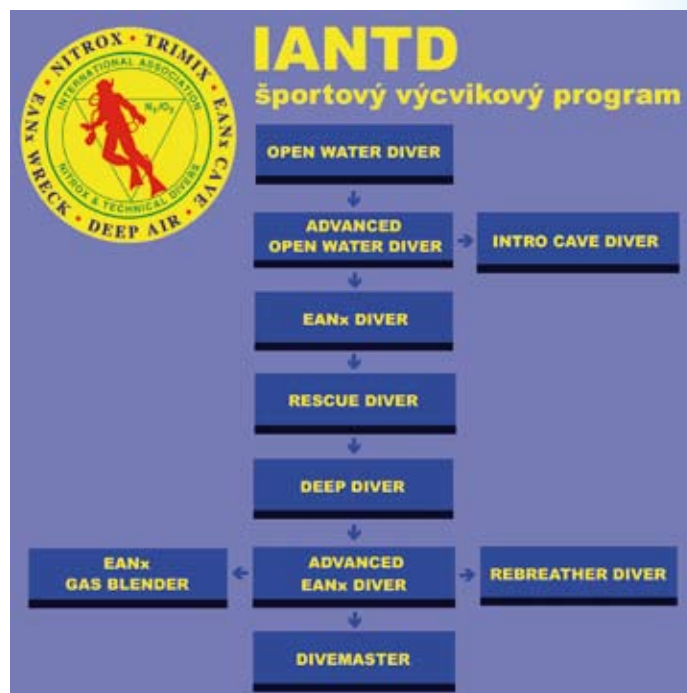 NITROX • TRIMIX • EANx CAVE • DEEP AIR • EANx WRECK •
INTERNATIONAL ASSOCIATION
N₂/O₂
NITROX & TECHNICAL DIVERS
IANTD
športový výcvikový program
OPEN WATER DIVER
ADVANCED
OPEN WATER DIVER
INTRO CAVE DIVER
EANx DIVER
RESCUE DIVER
DEEP DIVER
EANx
GAS BLENDER
ADVANCED
EANx DIVER
REBREATHER DIVER
DIVEMASTER